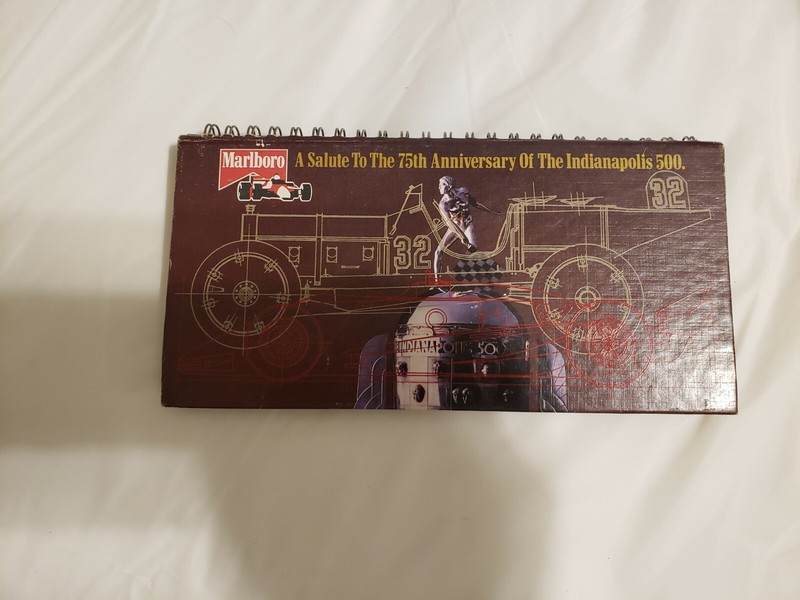 Marlboro
A Salute To The 75th Anniversary Of The Indianapolis 500.
32
32
INDIANAPOLIS 500